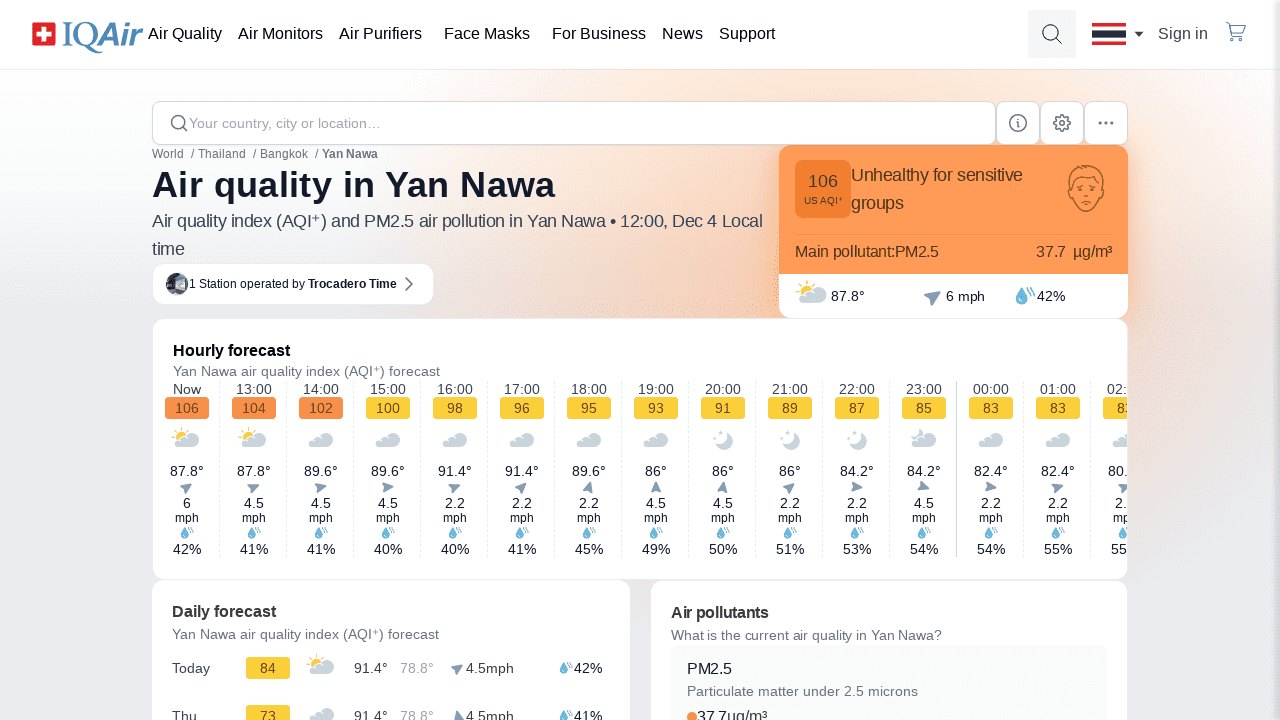 IQAir Air Quality Air Monitors Air Purifiers Face Masks For Business News Support Sign in
Your country, city or location…
World / Thailand / Bangkok / Yan Nawa
Air quality in Yan Nawa
Air quality index (AQI⁺) and PM2.5 air pollution in Yan Nawa • 12:00, Dec 4 Local
time
1 Station operated by Trocadero Time
106
US AQI⁺
Unhealthy for sensitive
groups
Main pollutant:PM2.5 37.7 µg/m³
87.8° 6 mph 42%
Hourly forecast
Yan Nawa air quality index (AQI⁺) forecast
Now 13:00 14:00 15:00 16:00 17:00 18:00 19:00 20:00 21:00 22:00 23:00 00:00 01:00
106 104 102 100 98 96 95 93 91 89 87 85 83 83
87.8° 87.8° 89.6° 89.6° 91.4° 91.4° 89.6° 86° 86° 86° 84.2° 84.2° 82.4° 82.4°
6 4.5 4.5 4.5 2.2 2.2 2.2 4.5 4.5 2.2 2.2 4.5 2.2 2.2
mph mph mph mph mph mph mph mph mph mph mph mph mph mph
42% 41% 41% 40% 40% 41% 45% 49% 50% 51% 53% 54% 54% 55%
Daily forecast
Yan Nawa air quality index (AQI⁺) forecast
Today 84 91.4° 78.8° 4.5mph 42%
Thu 73 91.4° 78.8° 4.5mph 41%
Air pollutants
What is the current air quality in Yan Nawa?
PM2.5
Particulate matter under 2.5 microns
37.7µg/m³